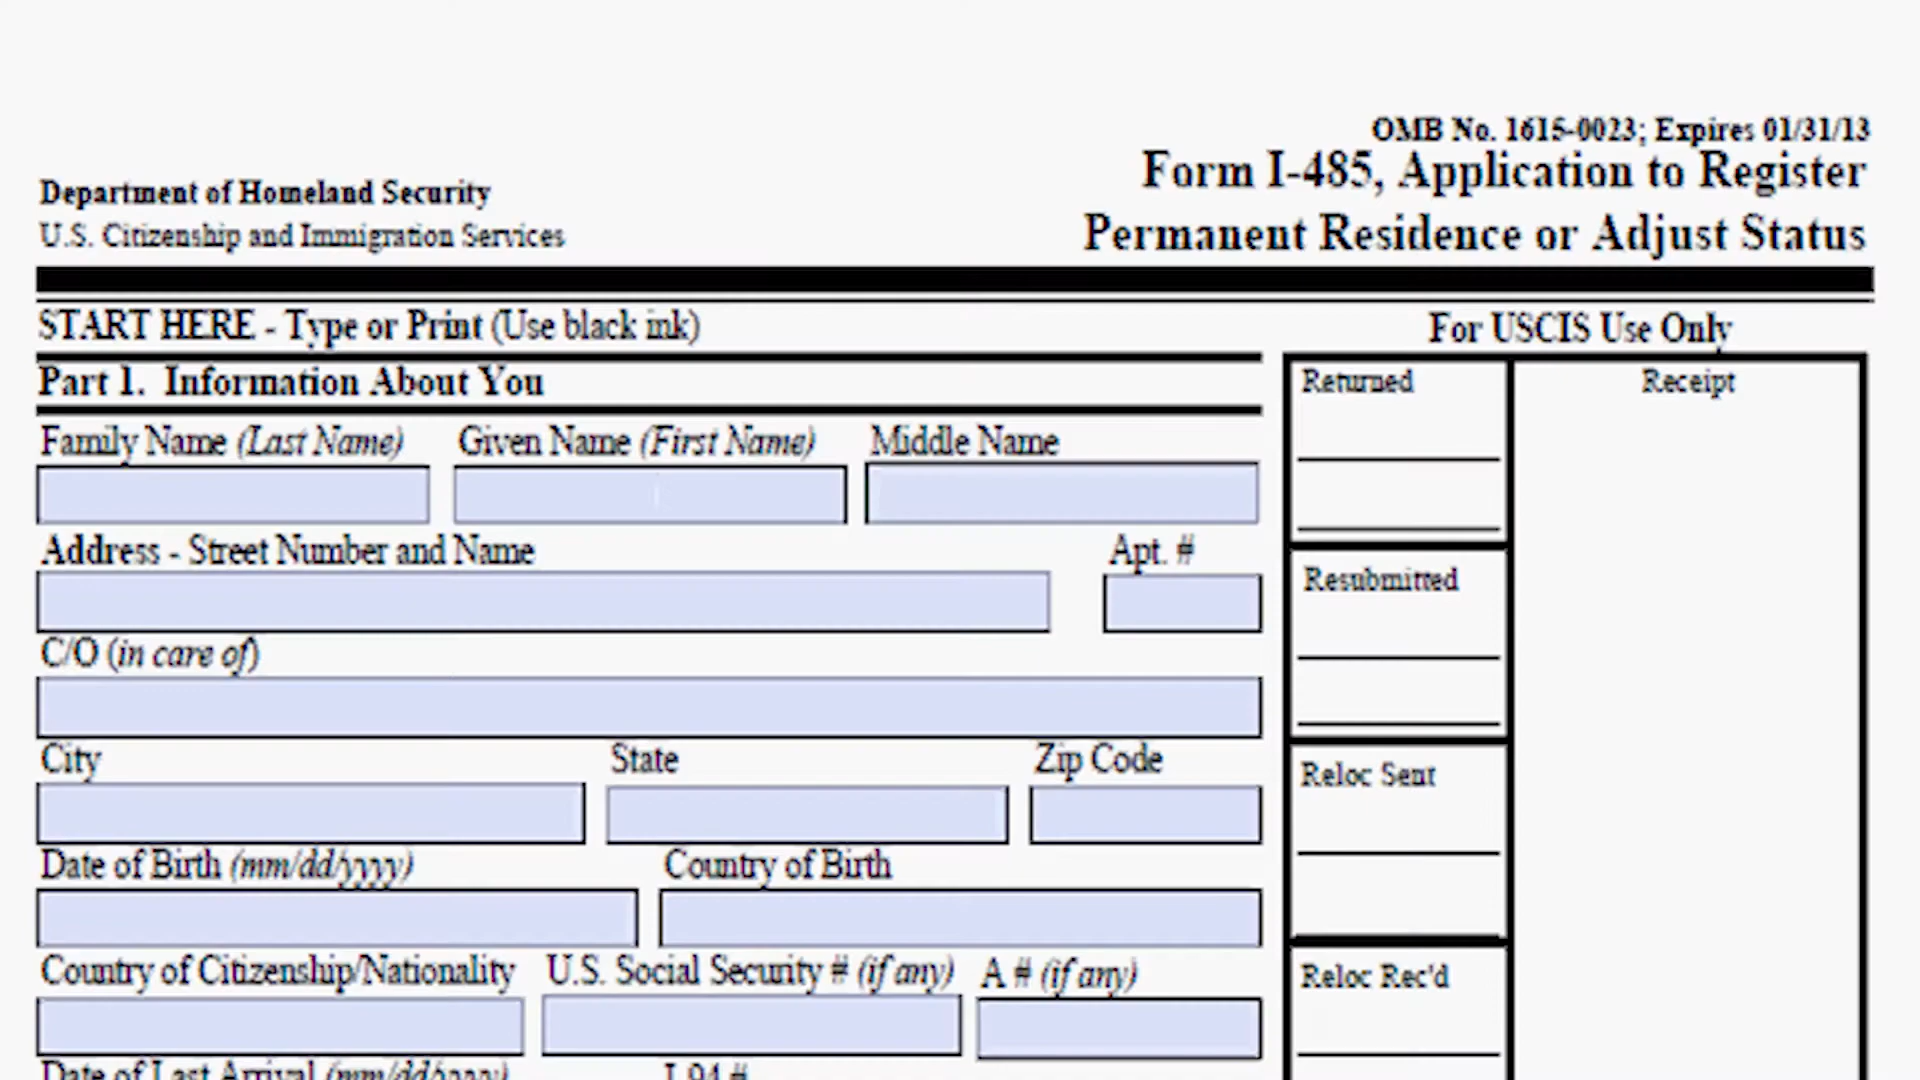 OMB No. 1615-0023; Expires 01/31/13
Form I-485, Application to Register
Permanent Residence or Adjust Status
Department of Homeland Security
U.S. Citizenship and Immigration Services
START HERE - Type or Print (Use black ink)
For USCIS Use Only
Part 1. Information About You
Family Name (Last Name) Given Name (First Name) Middle Name
Address - Street Number and Name Apt. #
C/O (in care of)
City State Zip Code
Date of Birth (mm/dd/yyyy) Country of Birth
Country of Citizenship/Nationality U.S. Social Security # (if any) A # (if any)
Date of Last Arrival (mm/dd/yyyy) I-94 #
Returned Receipt
Resubmitted
Reloc Sent
Reloc Rec'd